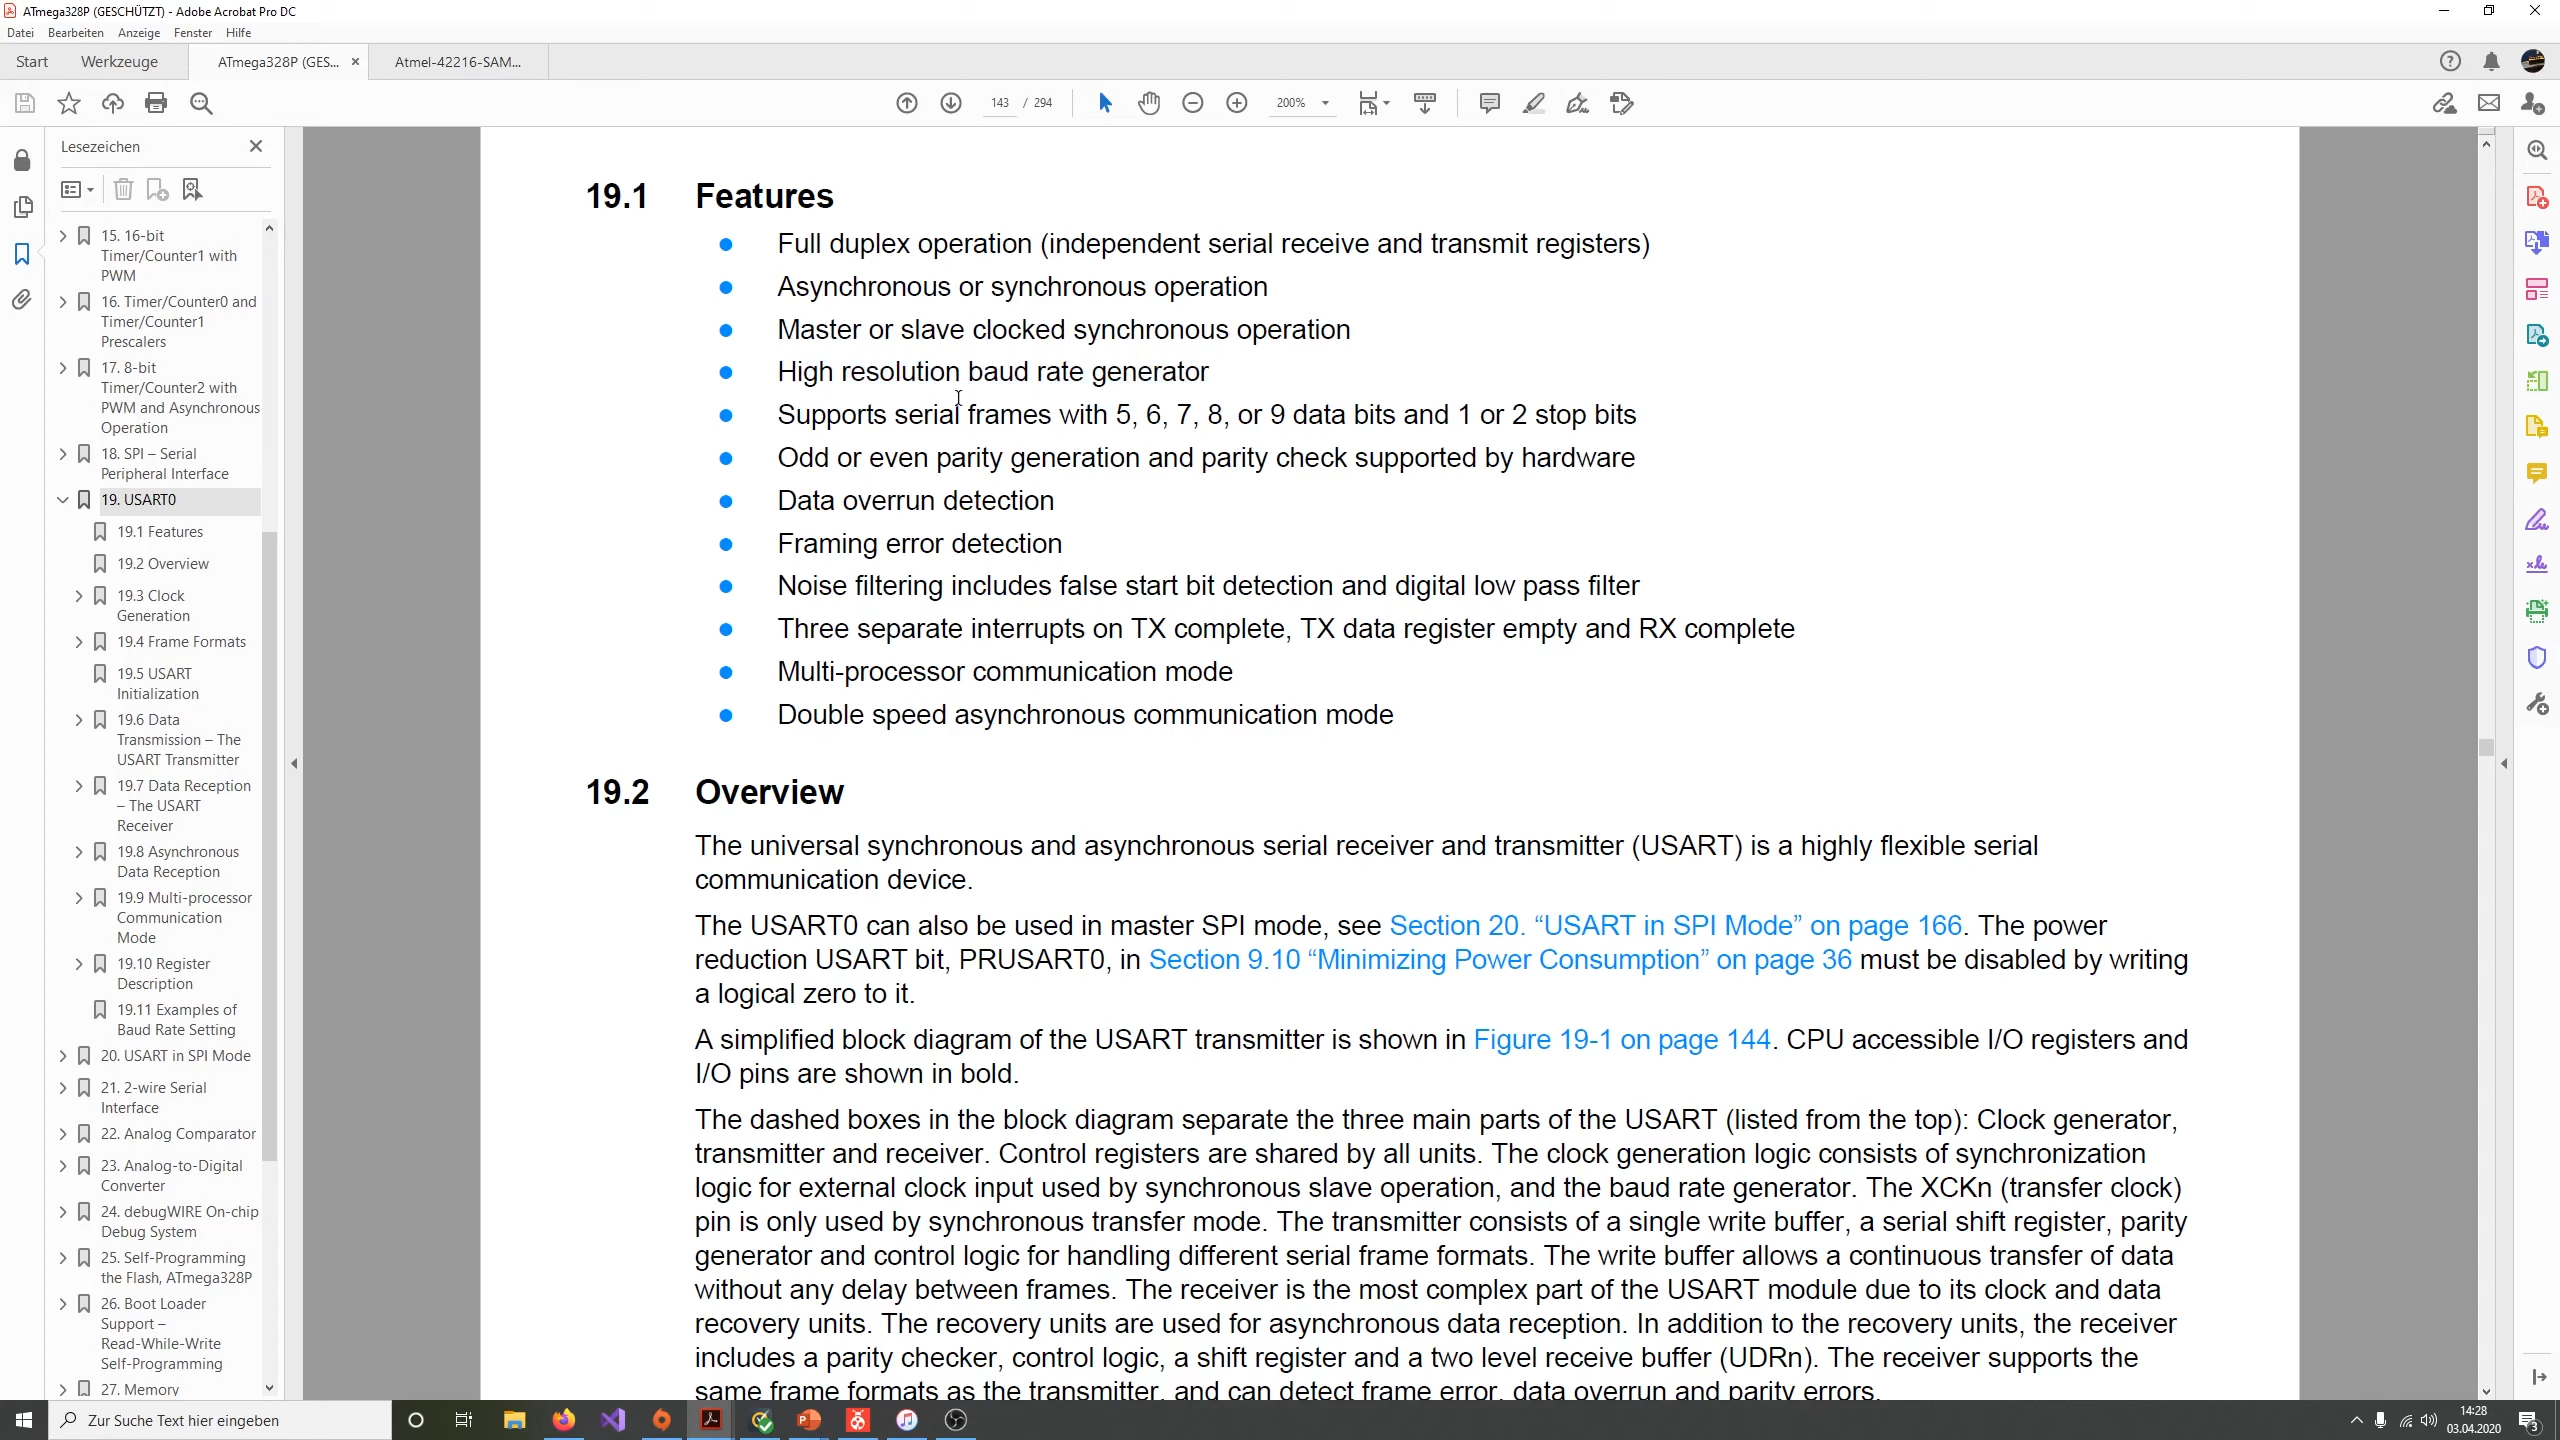 ATmega328P (GESCHÜTZT) - Adobe Acrobat Pro DC
Datei Bearbeiten Anzeige Fenster Hilfe
Start Werkzeuge ATmega328P (GES... × Atmel-42216-SAM...
143 / 294 200%
Lesezeichen
15. 16-bit
Timer/Counter1 with
PWM
16. Timer/Counter0 and
Timer/Counter1
Prescalers
17. 8-bit
Timer/Counter2 with
PWM and Asynchronous
Operation
18. SPI – Serial
Peripheral Interface
19. USART0
19.1 Features
19.2 Overview
19.3 Clock
Generation
19.4 Frame Formats
19.5 USART
Initialization
19.6 Data
Transmission – The
USART Transmitter
19.7 Data Reception
– The USART
Receiver
19.8 Asynchronous
Data Reception
19.9 Multi-processor
Communication
Mode
19.10 Register
Description
19.11 Examples of
Baud Rate Setting
20. USART in SPI Mode
21. 2-wire Serial
Interface
22. Analog Comparator
23. Analog-to-Digital
Converter
24. debugWIRE On-chip
Debug System
25. Self-Programming
the Flash, ATmega328P
26. Boot Loader
Support –
Read-While-Write
Self-Programming
27. Memory
19.1 Features
• Full duplex operation (independent serial receive and transmit registers)
• Asynchronous or synchronous operation
• Master or slave clocked synchronous operation
• High resolution baud rate generator
• Supports serial frames with 5, 6, 7, 8, or 9 data bits and 1 or 2 stop bits
• Odd or even parity generation and parity check supported by hardware
• Data overrun detection
• Framing error detection
• Noise filtering includes false start bit detection and digital low pass filter
• Three separate interrupts on TX complete, TX data register empty and RX complete
• Multi-processor communication mode
• Double speed asynchronous communication mode
19.2 Overview
The universal synchronous and asynchronous serial receiver and transmitter (USART) is a highly flexible serial
communication device.
The USART0 can also be used in master SPI mode, see Section 20. “USART in SPI Mode” on page 166. The power
reduction USART bit, PRUSART0, in Section 9.10 “Minimizing Power Consumption” on page 36 must be disabled by writing
a logical zero to it.
A simplified block diagram of the USART transmitter is shown in Figure 19-1 on page 144. CPU accessible I/O registers and
I/O pins are shown in bold.
The dashed boxes in the block diagram separate the three main parts of the USART (listed from the top): Clock generator,
transmitter and receiver. Control registers are shared by all units. The clock generation logic consists of synchronization
logic for external clock input used by synchronous slave operation, and the baud rate generator. The XCKn (transfer clock)
pin is only used by synchronous transfer mode. The transmitter consists of a single write buffer, a serial shift register, parity
generator and control logic for handling different serial frame formats. The write buffer allows a continuous transfer of data
without any delay between frames. The receiver is the most complex part of the USART module due to its clock and data
recovery units. The recovery units are used for asynchronous data reception. In addition to the recovery units, the receiver
includes a parity checker, control logic, a shift register and a two level receive buffer (UDRn). The receiver supports the
same frame formats as the transmitter, and can detect frame error, data overrun and parity errors.
Zur Suche Text hier eingeben
14:28
03.04.2020
3